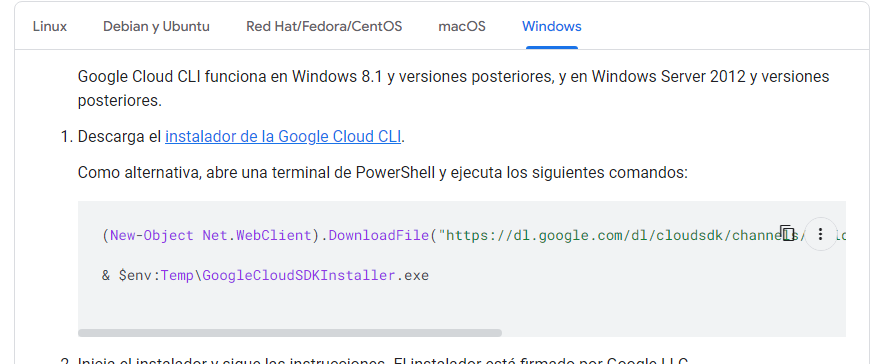 Linux Debian y Ubuntu Red Hat/Fedora/CentOS macOS Windows
Google Cloud CLI funciona en Windows 8.1 y versiones posteriores, y en Windows Server 2012 y versiones
posteriores.
1. Descarga el instalador de la Google Cloud CLI.
Como alternativa, abre una terminal de PowerShell y ejecuta los siguientes comandos:
(New-Object Net.WebClient).DownloadFile("https://dl.google.com/dl/cloudsdk/channels/
& $env:Temp\GoogleCloudSDKInstaller.exe
2. Inicia el instalador y sigue las instrucciones. El instalador está firmado por Google LLC.